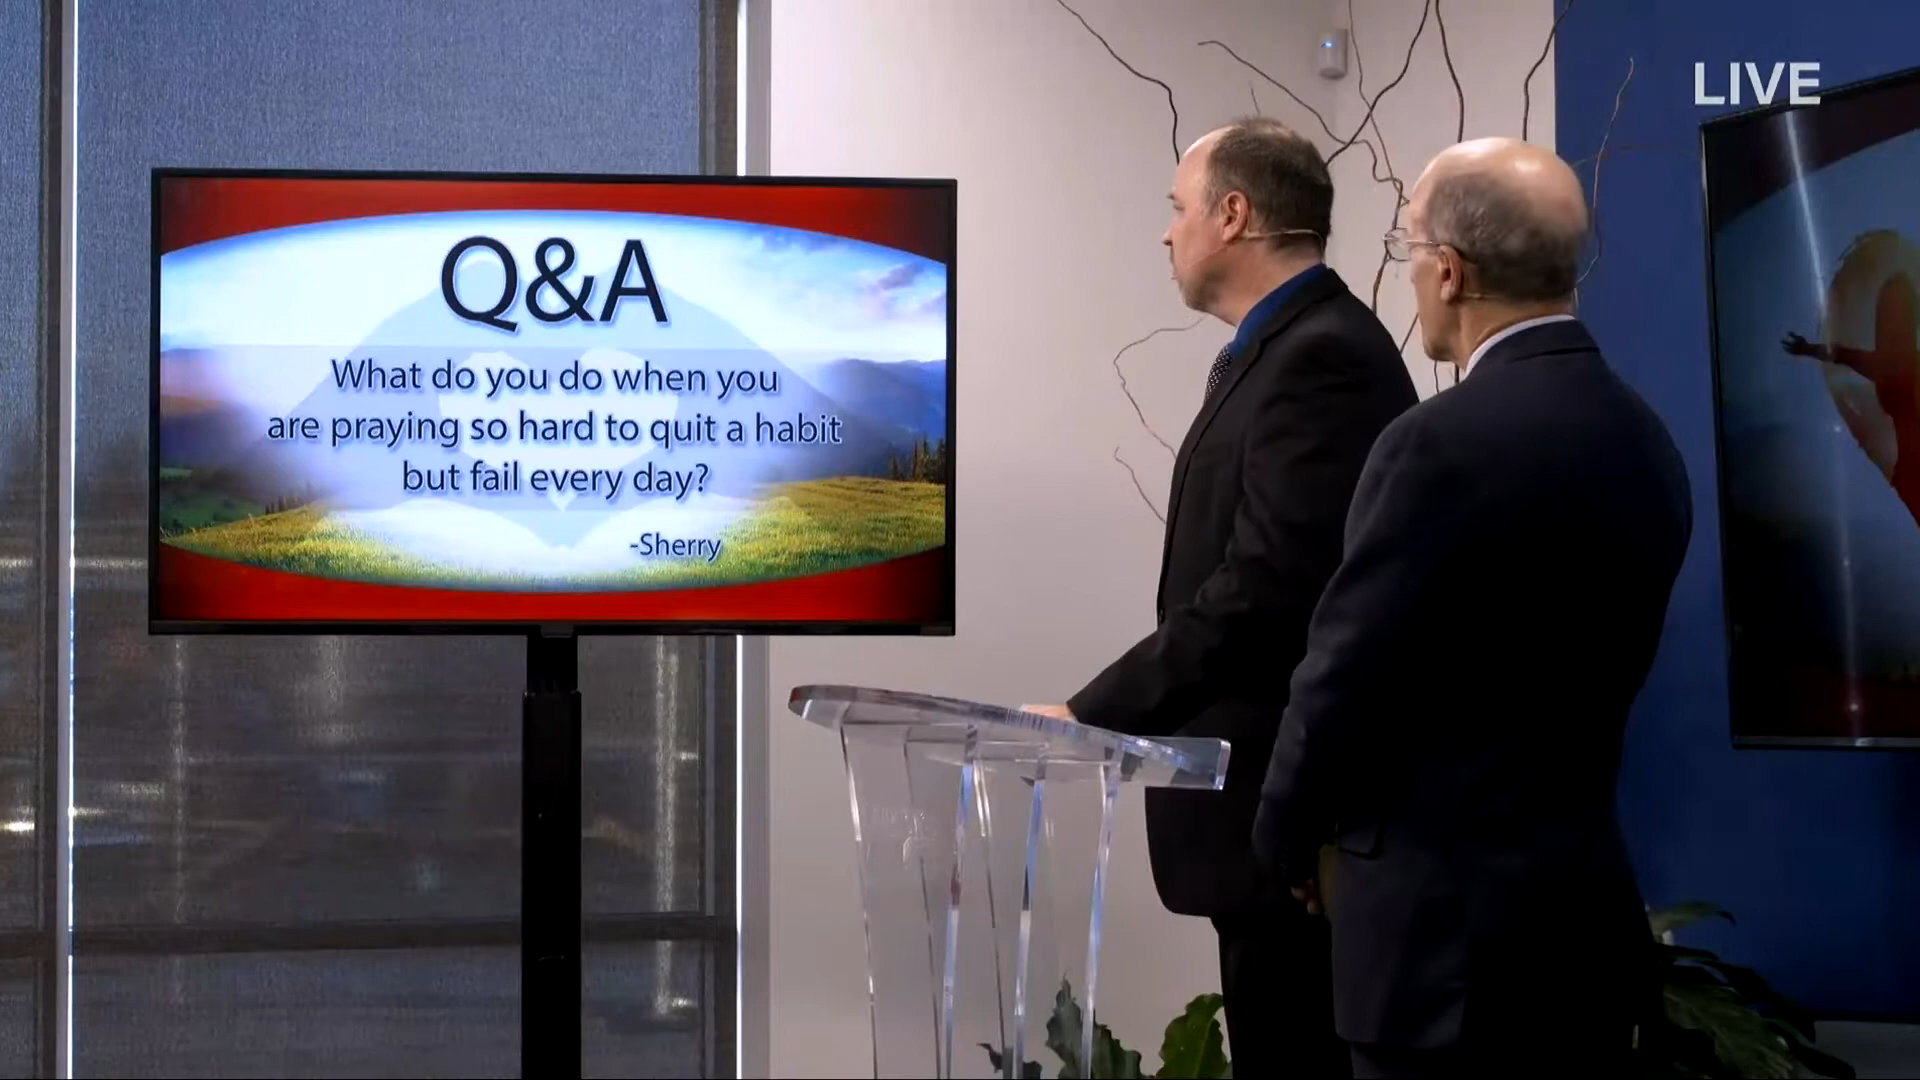 LIVE
Q&A
What do you do when you
are praying so hard to quit a habit
but fail every day?
-Sherry